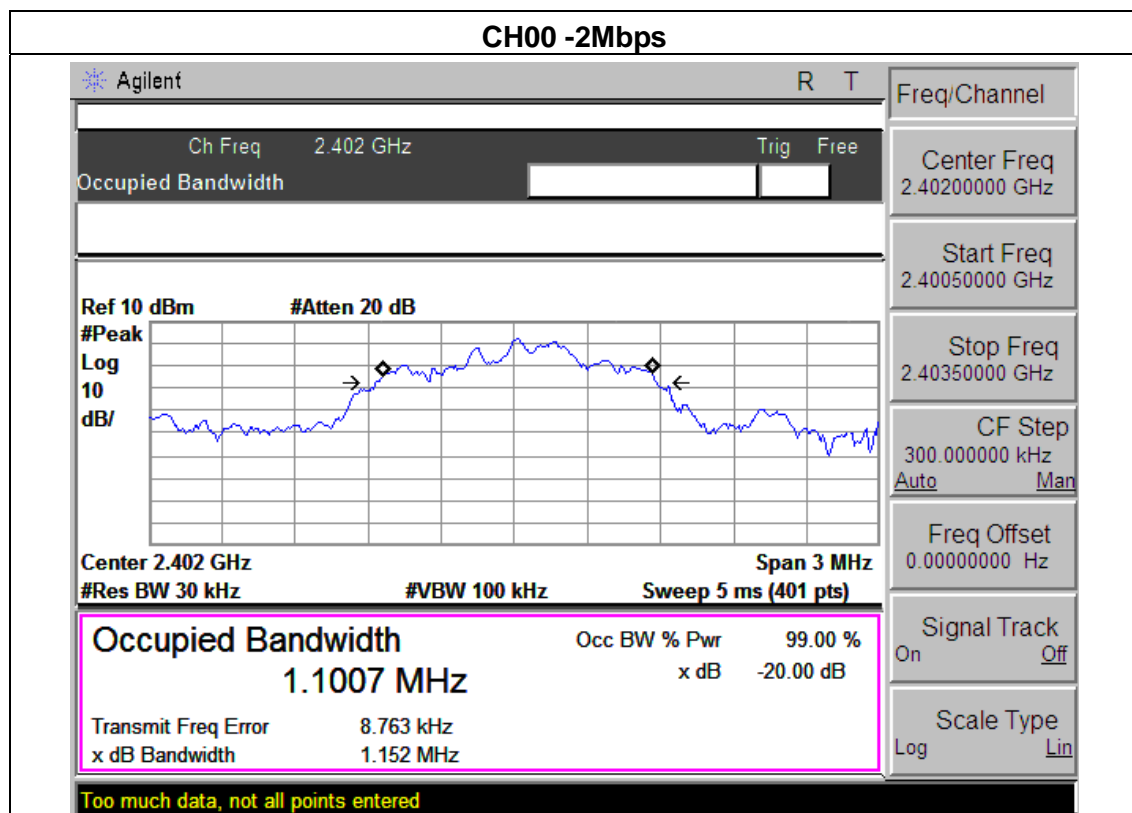 CH00 -2Mbps
Agilent R T
Freq/Channel
Ch Freq 2.402 GHz Trig Free
Occupied Bandwidth
Center Freq
2.40200000 GHz
Start Freq
2.40050000 GHz
Stop Freq
2.40350000 GHz
CF Step
300.000000 kHz
Auto Man
Freq Offset
0.00000000 Hz
Signal Track
On Off
Scale Type
Log Lin
Ref 10 dBm #Atten 20 dB
#Peak
Log
10
dB/
Center 2.402 GHz Span 3 MHz
#Res BW 30 kHz #VBW 100 kHz Sweep 5 ms (401 pts)
Occupied Bandwidth Occ BW % Pwr 99.00 %
1.1007 MHz x dB -20.00 dB
Transmit Freq Error 8.763 kHz
x dB Bandwidth 1.152 MHz
Too much data, not all points entered